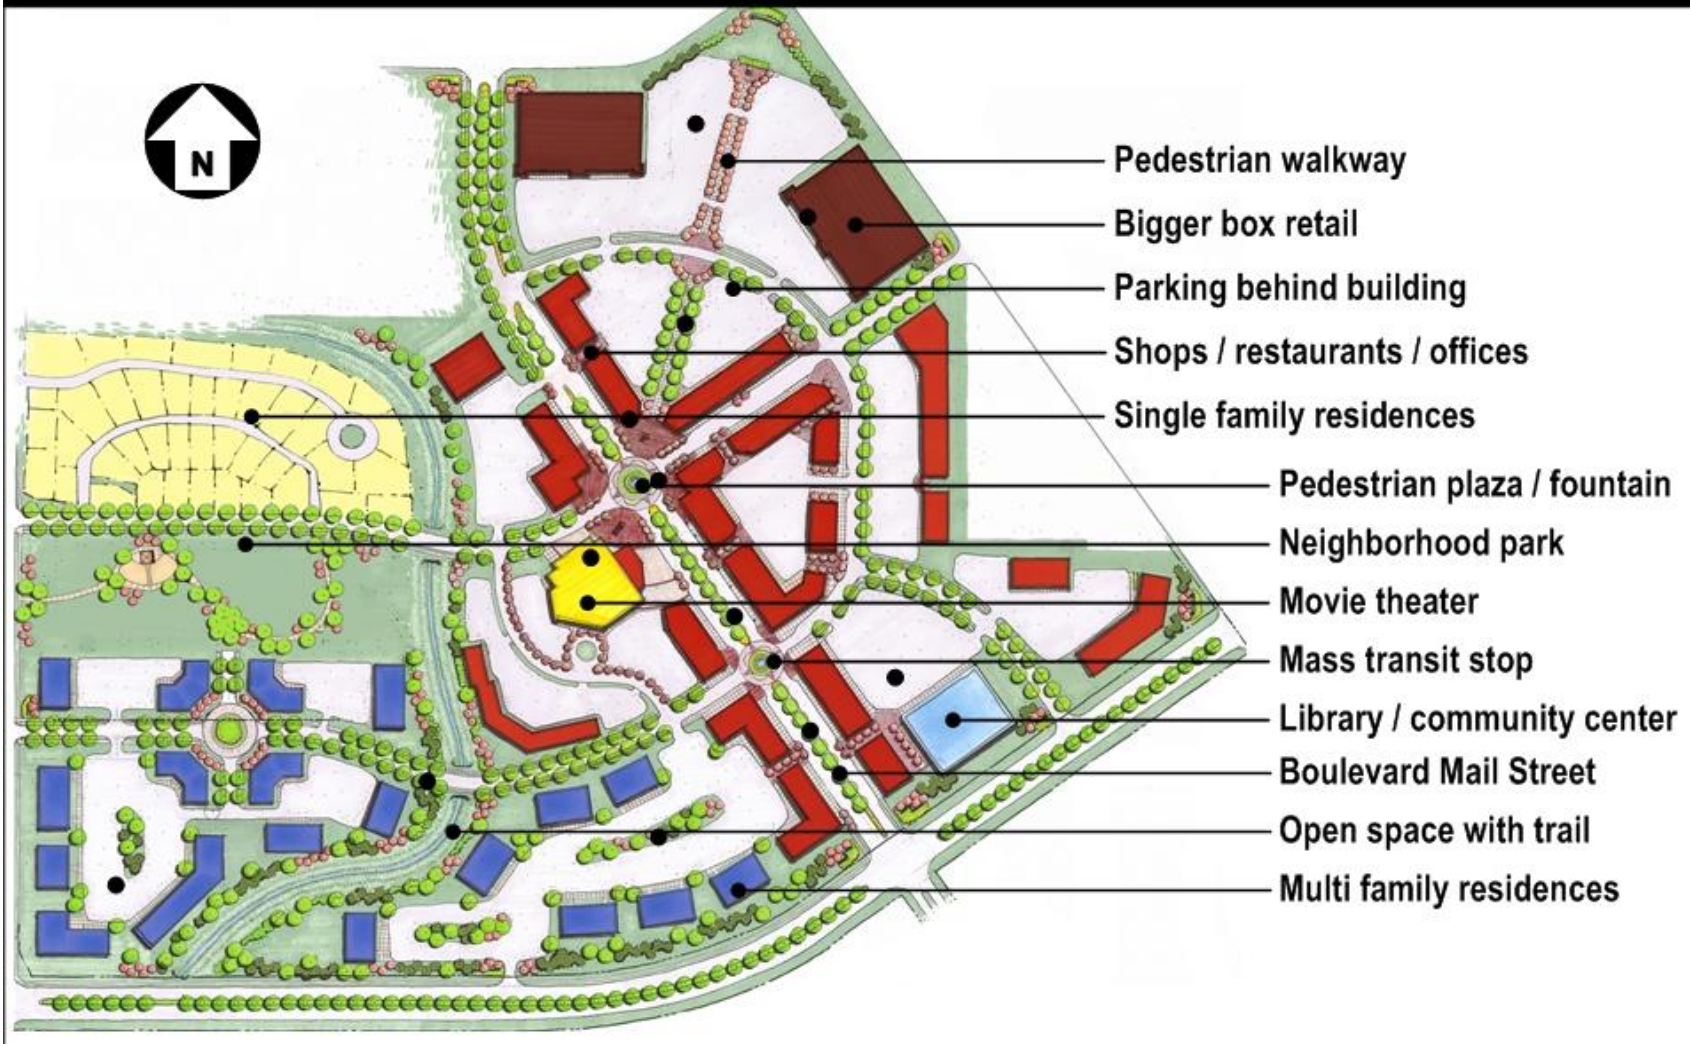 N
Pedestrian walkway
Bigger box retail
Parking behind building
Shops / restaurants / offices
Single family residences
Pedestrian plaza / fountain
Neighborhood park
Movie theater
Mass transit stop
Library / community center
Boulevard Mail Street
Open space with trail
Multi family residences